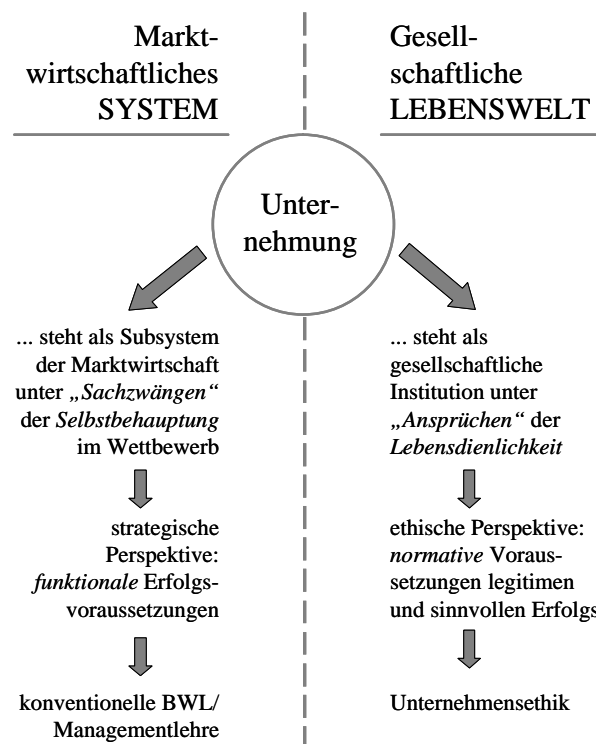 Markt-
wirtschaftliches
SYSTEM
Gesell-
schaftliche
LEBENSWELT
Unter-
nehmung
... steht als Subsystem
der Marktwirtschaft
unter „Sachzwängen“
der Selbstbehauptung
im Wettbewerb
... steht als
gesellschaftliche
Institution unter
„Ansprüchen“ der
Lebensdienlichkeit
strategische
Perspektive:
funktionale Erfolgs-
voraussetzungen
ethische Perspektive:
normative Voraus-
setzungen legitimen
und sinnvollen Erfolgs
konventionelle BWL/
Managementlehre
Unternehmensethik